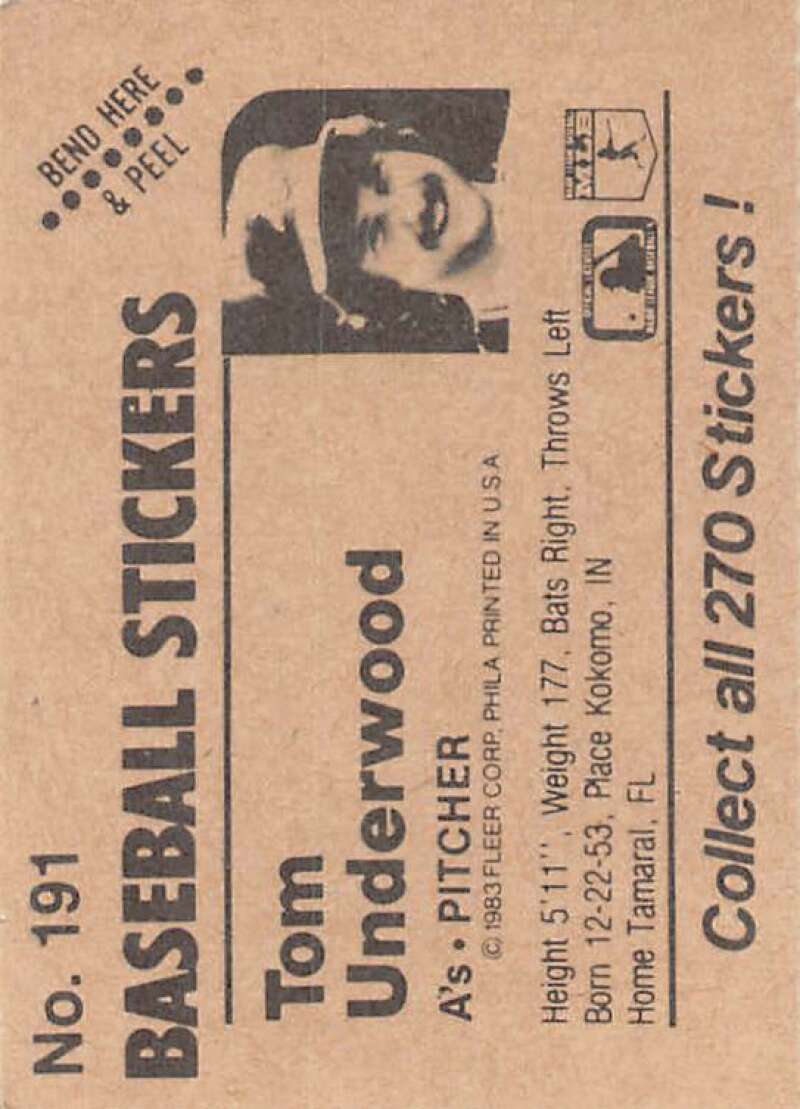 No. 191
BEND HERE
& PEEL
BASEBALL STICKERS
Tom
Underwood
A's • PITCHER
© 1983 FLEER CORP. PHILA PRINTED IN U S A
Height 5'11'', Weight 177, Bats Right, Throws Left
Born 12-22-53, Place Kokomo, IN
Home Tamaral, FL
Collect all 270 Stickers !